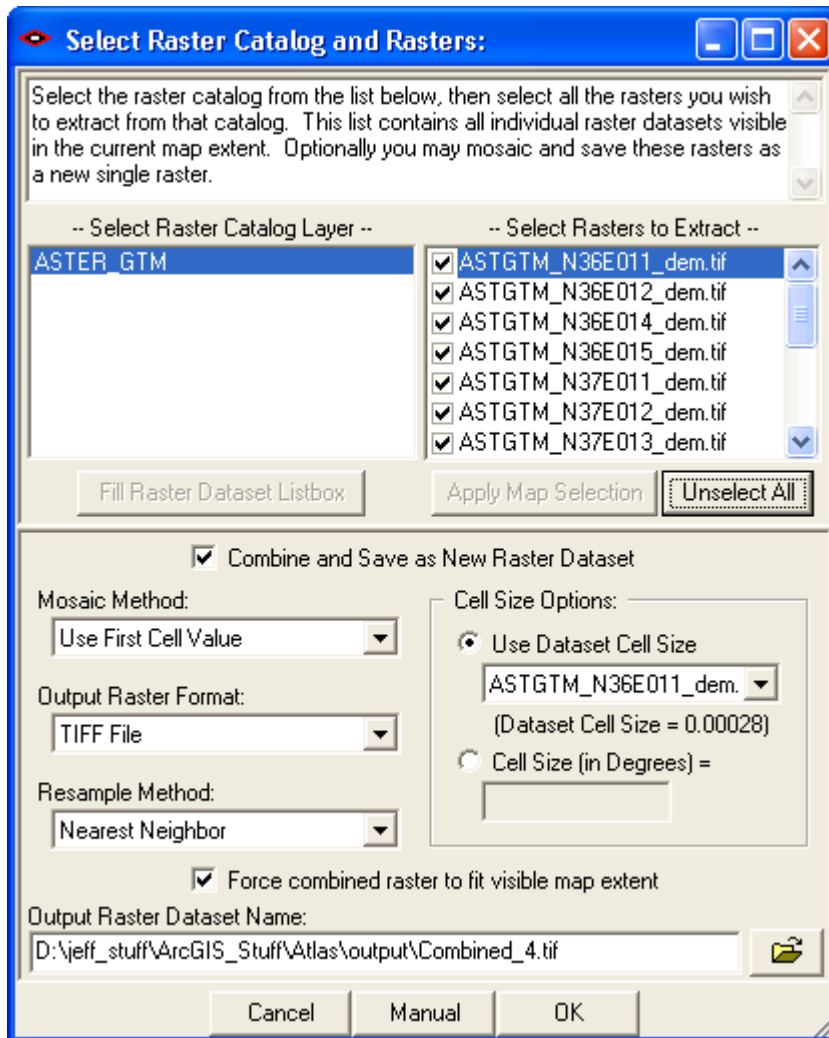 Select Raster Catalog and Rasters:
Select the raster catalog from the list below, then select all the rasters you wish
to extract from that catalog. This list contains all individual raster datasets visible
in the current map extent. Optionally you may mosaic and save these rasters as
a new single raster.
-- Select Raster Catalog Layer --
ASTER_GTM
Fill Raster Dataset Listbox
-- Select Rasters to Extract --
ASTGTM_N36E011_dem.tif
ASTGTM_N36E012_dem.tif
ASTGTM_N36E014_dem.tif
ASTGTM_N36E015_dem.tif
ASTGTM_N37E011_dem.tif
ASTGTM_N37E012_dem.tif
ASTGTM_N37E013_dem.tif
Apply Map Selection
Unselect All
Combine and Save as New Raster Dataset
Mosaic Method:
Use First Cell Value
Output Raster Format:
TIFF File
Resample Method:
Nearest Neighbor
Cell Size Options:
Use Dataset Cell Size
ASTGTM_N36E011_dem.
(Dataset Cell Size = 0.00028)
Cell Size (in Degrees) =
Force combined raster to fit visible map extent
Output Raster Dataset Name:
D:\jeff_stuff\ArcGIS_Stuff\Atlas\output\Combined_4.tif
Cancel
Manual
OK